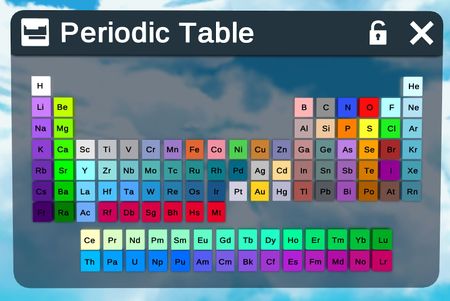 Periodic Table
H He
Li Be B C N O F Ne
Na Mg Al Si P S Cl Ar
K Ca Sc Ti V Cr Mn Fe Co Ni Cu Zn Ga Ge As Se Br Kr
Rb Sr Y Zr Nb Mo Tc Ru Rh Pd Ag Cd In Sn Sb Te I Xe
Cs Ba La Hf Ta W Re Os Ir Pt Au Hg Tl Pb Bi Po At Rn
Fr Ra Ac Rf Db Sg Bh Hs Mt
Ce Pr Nd Pm Sm Eu Gd Tb Dy Ho Er Tm Yb Lu
Th Pa U Np Pu Am Cm Bk Cf Es Fm Md No Lr